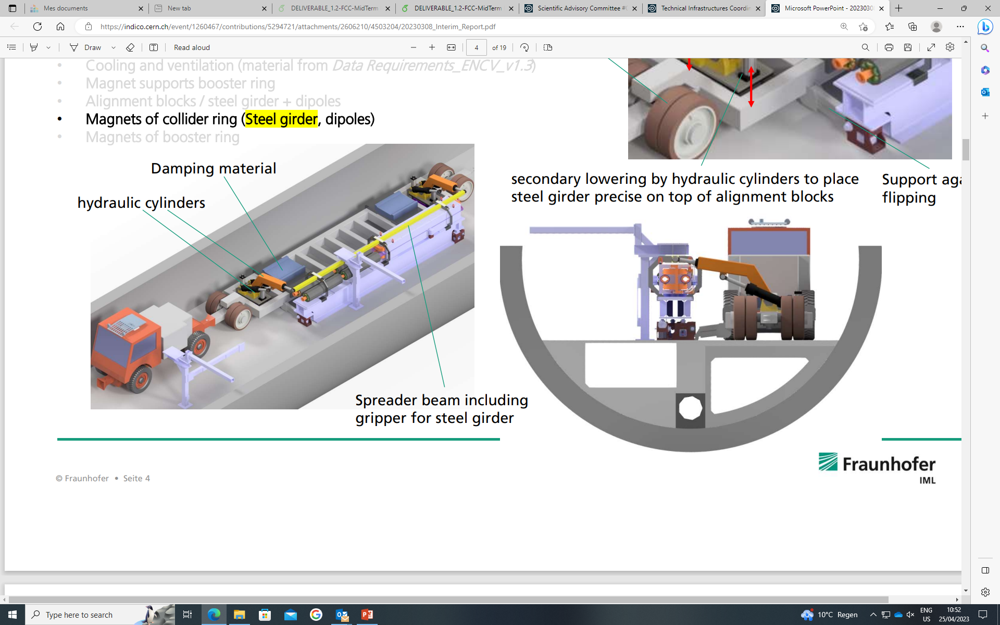 Mes documents
New tab
DELIVERABLE_1.2-FCC-MidTerm
DELIVERABLE_1.2-FCC-MidTerm
Scientific Advisory Committee #
Technical Infrastructures Coordin
Microsoft PowerPoint - 2023030
https://indico.cern.ch/event/1260467/contributions/5294721/attachments/2606210/4503204/20230308_Interim_Report.pdf
Draw
Read aloud
4
of 19
• Cooling and ventilation (material from Data Requirements_ENCV_v1.3)
• Magnet supports booster ring
• Alignment blocks / steel girder + dipoles
• Magnets of collider ring (Steel girder, dipoles)
• Magnets of booster ring
Damping material
hydraulic cylinders
secondary lowering by hydraulic cylinders to place
steel girder precise on top of alignment blocks
Support aga
flipping
Spreader beam including
gripper for steel girder
© Fraunhofer • Seite 4
Fraunhofer
IML
Type here to search
10°C Regen
ENG
US
10:52
25/04/2023